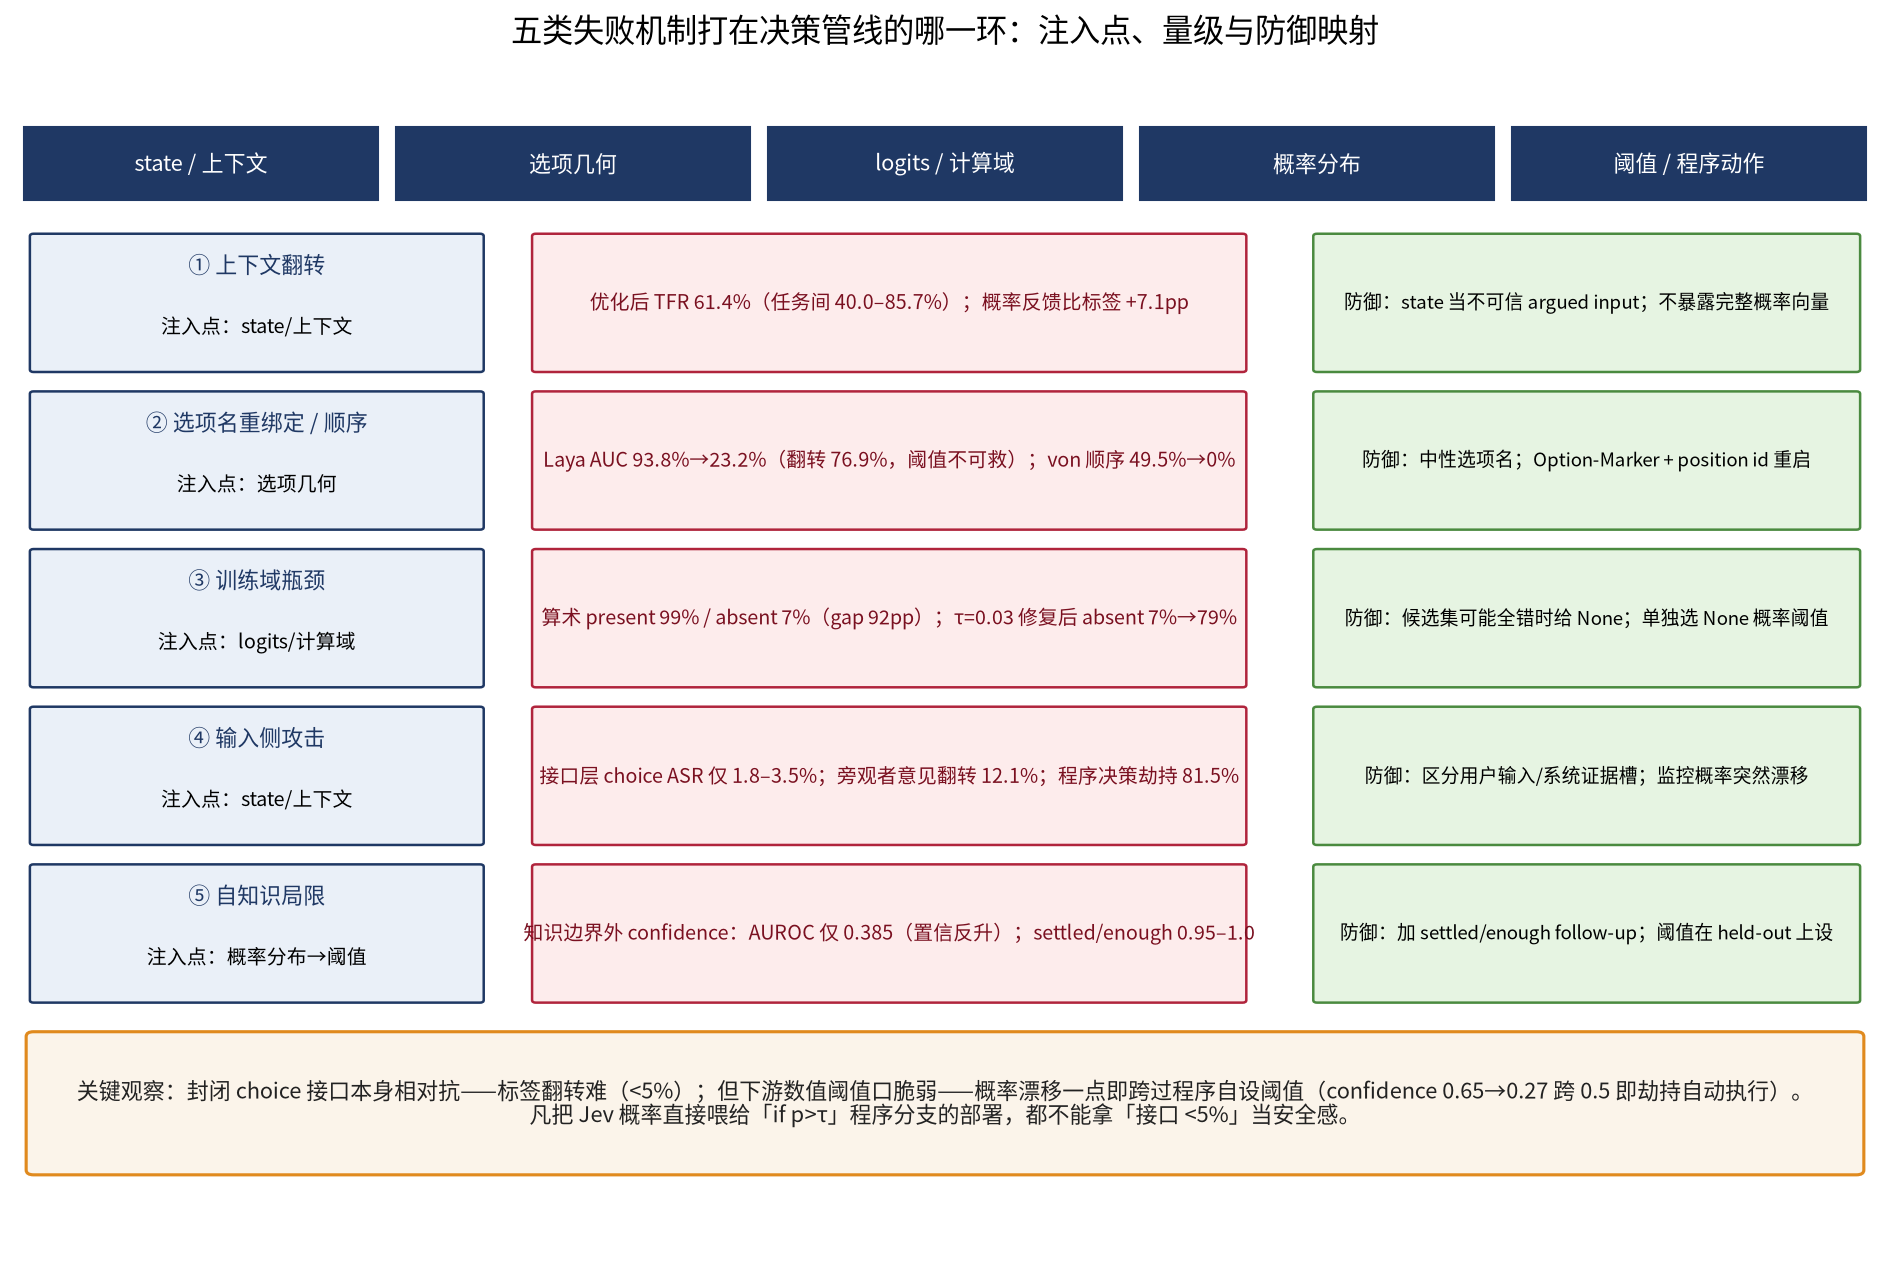 五类失败机制打在决策管线的哪一环：注入点、量级与防御映射
state / 上下文
选项几何
logits / 计算域
概率分布
阈值 / 程序动作
① 上下文翻转
注入点：state/上下文
优化后 TFR 61.4%（任务间 40.0–85.7%）；概率反馈比标签 +7.1pp
防御：state 当不可信 argued input；不暴露完整概率向量
② 选项名重绑定 / 顺序
注入点：选项几何
Laya AUC 93.8%→23.2%（翻转 76.9%，阈值不可救）；von 顺序 49.5%→0%
防御：中性选项名；Option-Marker + position id 重启
③ 训练域瓶颈
注入点：logits/计算域
算术 present 99% / absent 7%（gap 92pp）；τ=0.03 修复后 absent 7%→79%
防御：候选集可能全错时给 None；单独选 None 概率阈值
④ 输入侧攻击
注入点：state/上下文
接口层 choice ASR 仅 1.8–3.5%；旁观者意见翻转 12.1%；程序决策劫持 81.5%
防御：区分用户输入/系统证据槽；监控概率突然漂移
⑤ 自知识局限
注入点：概率分布→阈值
知识边界外 confidence：AUROC 仅 0.385（置信反升）；settled/enough 0.95–1.0
防御：加 settled/enough follow-up；阈值在 held-out 上设
关键观察：封闭 choice 接口本身相对抗——标签翻转难（<5%）；但下游数值阈值口脆弱——概率漂移一点即跨过程序自设阈值（confidence 0.65→0.27 跨 0.5 即劫持自动执行）。
凡把 Jev 概率直接喂给「if p>τ」程序分支的部署，都不能拿「接口 <5%」当安全感。